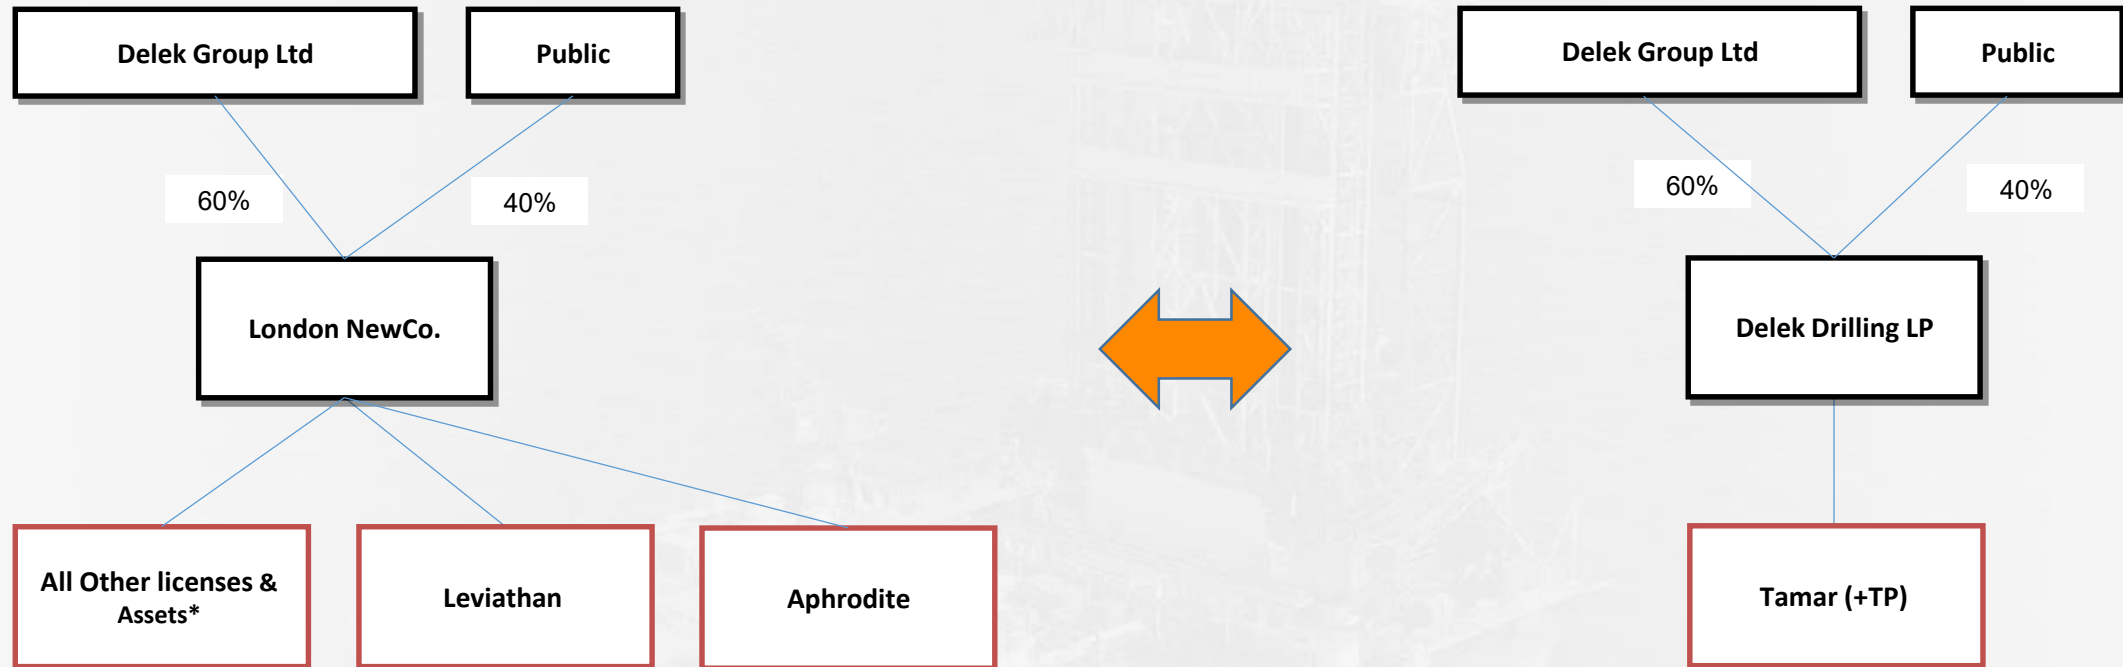 Delek Group Ltd
Public
60%
40%
London NewCo.
All Other licenses &
Assets*
Leviathan
Aphrodite
Delek Group Ltd
Public
60%
40%
Delek Drilling LP
Tamar (+TP)